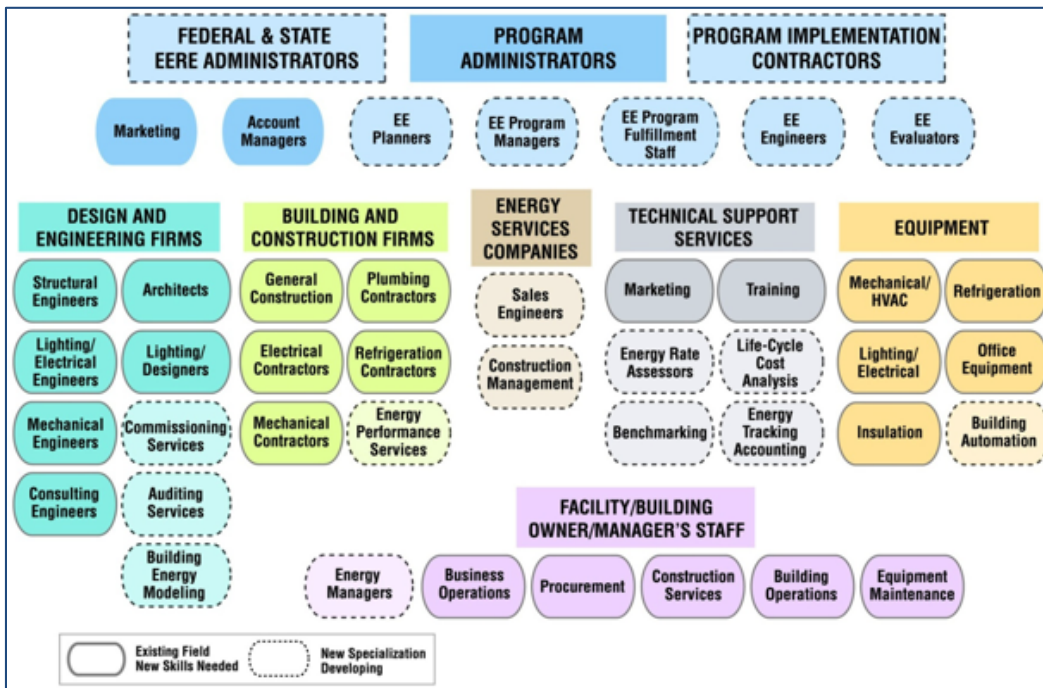 FEDERAL & STATE
EERE ADMINISTRATORS
PROGRAM
ADMINISTRATORS
PROGRAM IMPLEMENTATION
CONTRACTORS
Marketing
Account
Managers
EE
Planners
EE Program
Managers
EE Program
Fulfillment
Staff
EE
Engineers
EE
Evaluators
DESIGN AND
ENGINEERING FIRMS
Structural
Engineers
Architects
Lighting/
Electrical
Engineers
Lighting/
Designers
Mechanical
Engineers
Commissioning
Services
Consulting
Engineers
Auditing
Services
Building
Energy
Modeling
BUILDING AND
CONSTRUCTION FIRMS
General
Construction
Plumbing
Contractors
Electrical
Contractors
Refrigeration
Contractors
Mechanical
Contractors
Energy
Performance
Services
ENERGY
SERVICES
COMPANIES
Sales
Engineers
Construction
Management
TECHNICAL SUPPORT
SERVICES
Marketing
Training
Energy Rate
Assessors
Life-Cycle
Cost
Analysis
Benchmarking
Energy
Tracking
Accounting
EQUIPMENT
Mechanical/
HVAC
Refrigeration
Lighting/
Electrical
Office
Equipment
Insulation
Building
Automation
FACILITY/BUILDING
OWNER/MANAGER'S STAFF
Energy
Managers
Business
Operations
Procurement
Construction
Services
Building
Operations
Equipment
Maintenance
Existing Field
New Skills Needed
New Specialization
Developing